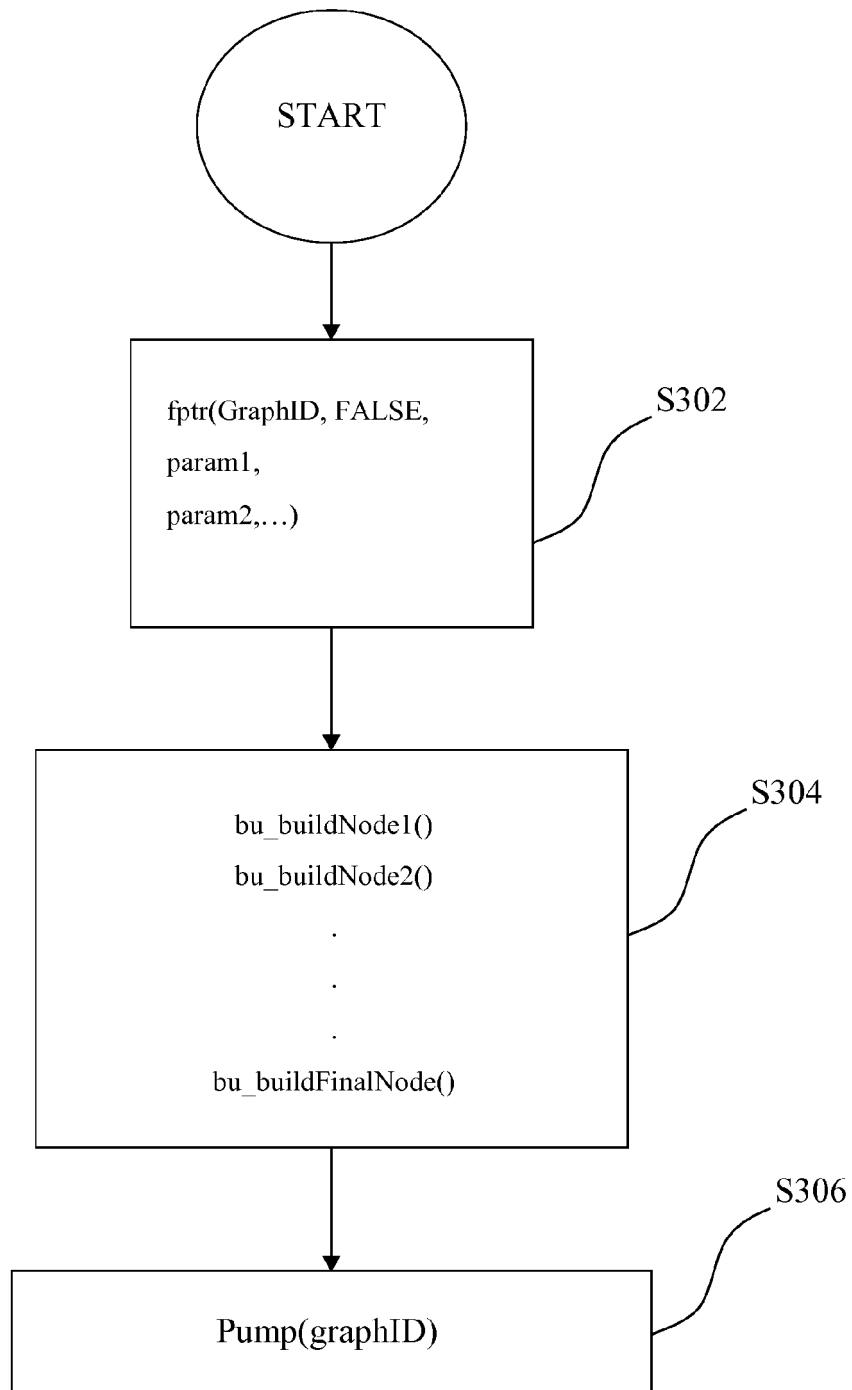 START
fptr(GraphID, FALSE,
param1,
param2,…)
S302
bu_buildNode1()
bu_buildNode2()
.
.
.
bu_buildFinalNode()
S304
Pump(graphID)
S306